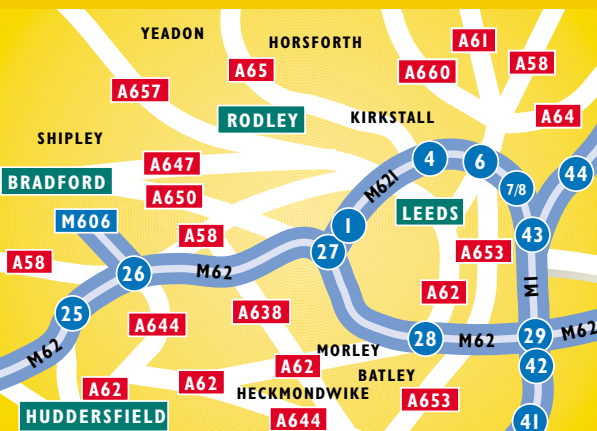 YEADON
HORSFORTH
A61
A65
A660
A58
A657
A64
RODLEY
KIRKSTALL
SHIPLEY
A647
4
6
44
BRADFORD
A650
M621
7/8
LEEDS
M606
1
A58
43
27
A653
A58
26
M62
M1
A62
25
A638
A644
28
M62
29
M62
M62
MORLEY
A62
42
BATLEY
A62
A62
HECKMONDWIKE
A653
HUDDERSFIELD
A644
41